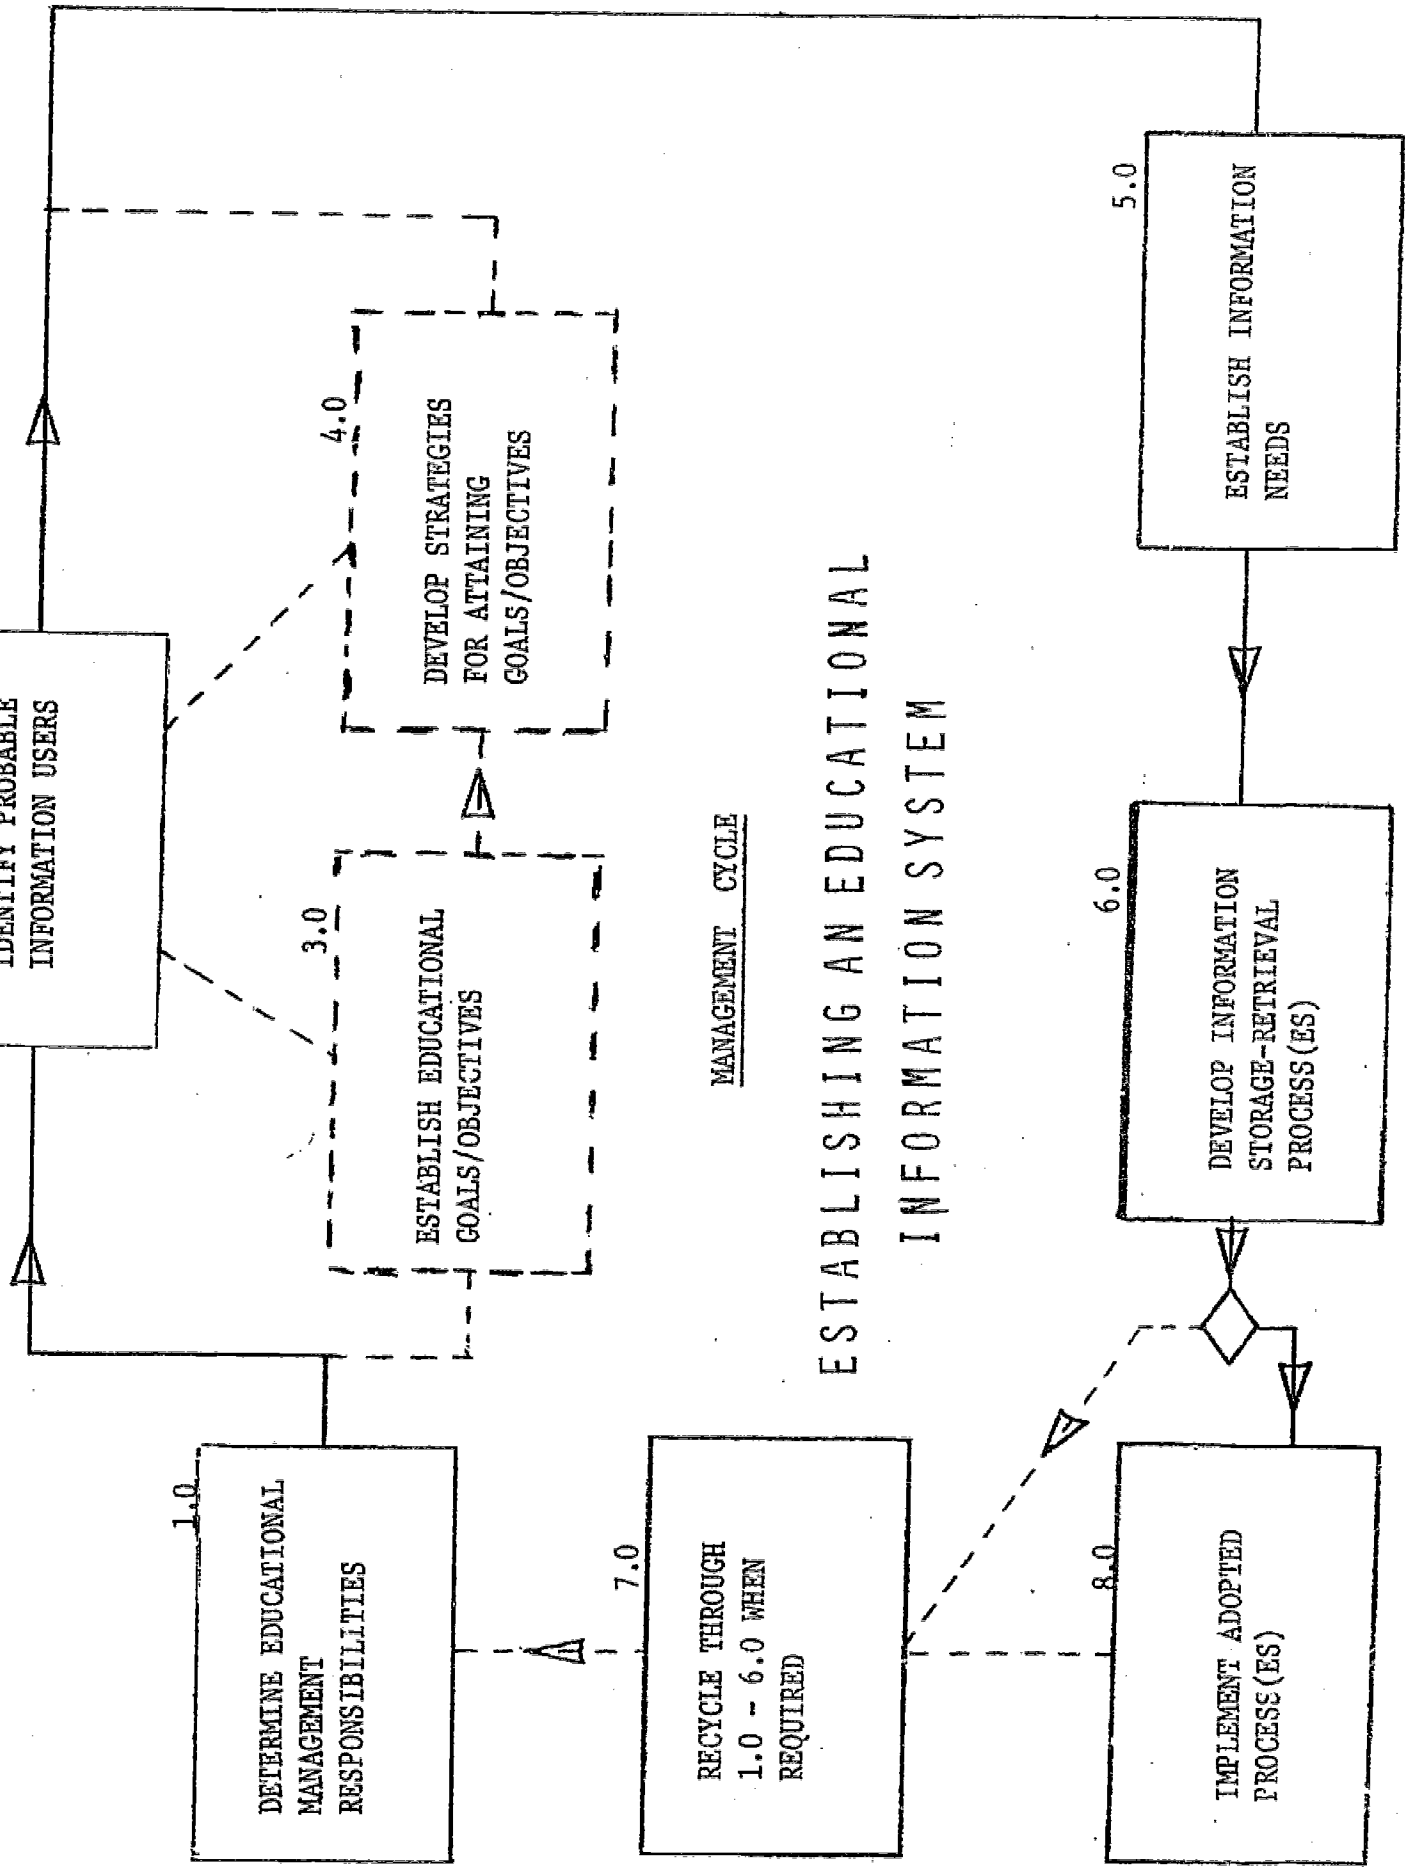 IDENTIFY PROBABLE
INFORMATION USERS
1.0
DETERMINE EDUCATIONAL
MANAGEMENT
RESPONSIBILITIES
3.0
ESTABLISH EDUCATIONAL
GOALS/OBJECTIVES
4.0
DEVELOP STRATEGIES
FOR ATTAINING
GOALS/OBJECTIVES
7.0
RECYCLE THROUGH
1.0 - 6.0 WHEN
REQUIRED
MANAGEMENT CYCLE
ESTABLISHING AN EDUCATIONAL
INFORMATION SYSTEM
8.0
IMPLEMENT ADOPTED
PROCESS(ES)
6.0
DEVELOP INFORMATION
STORAGE-RETRIEVAL
PROCESS(ES)
5.0
ESTABLISH INFORMATION
NEEDS